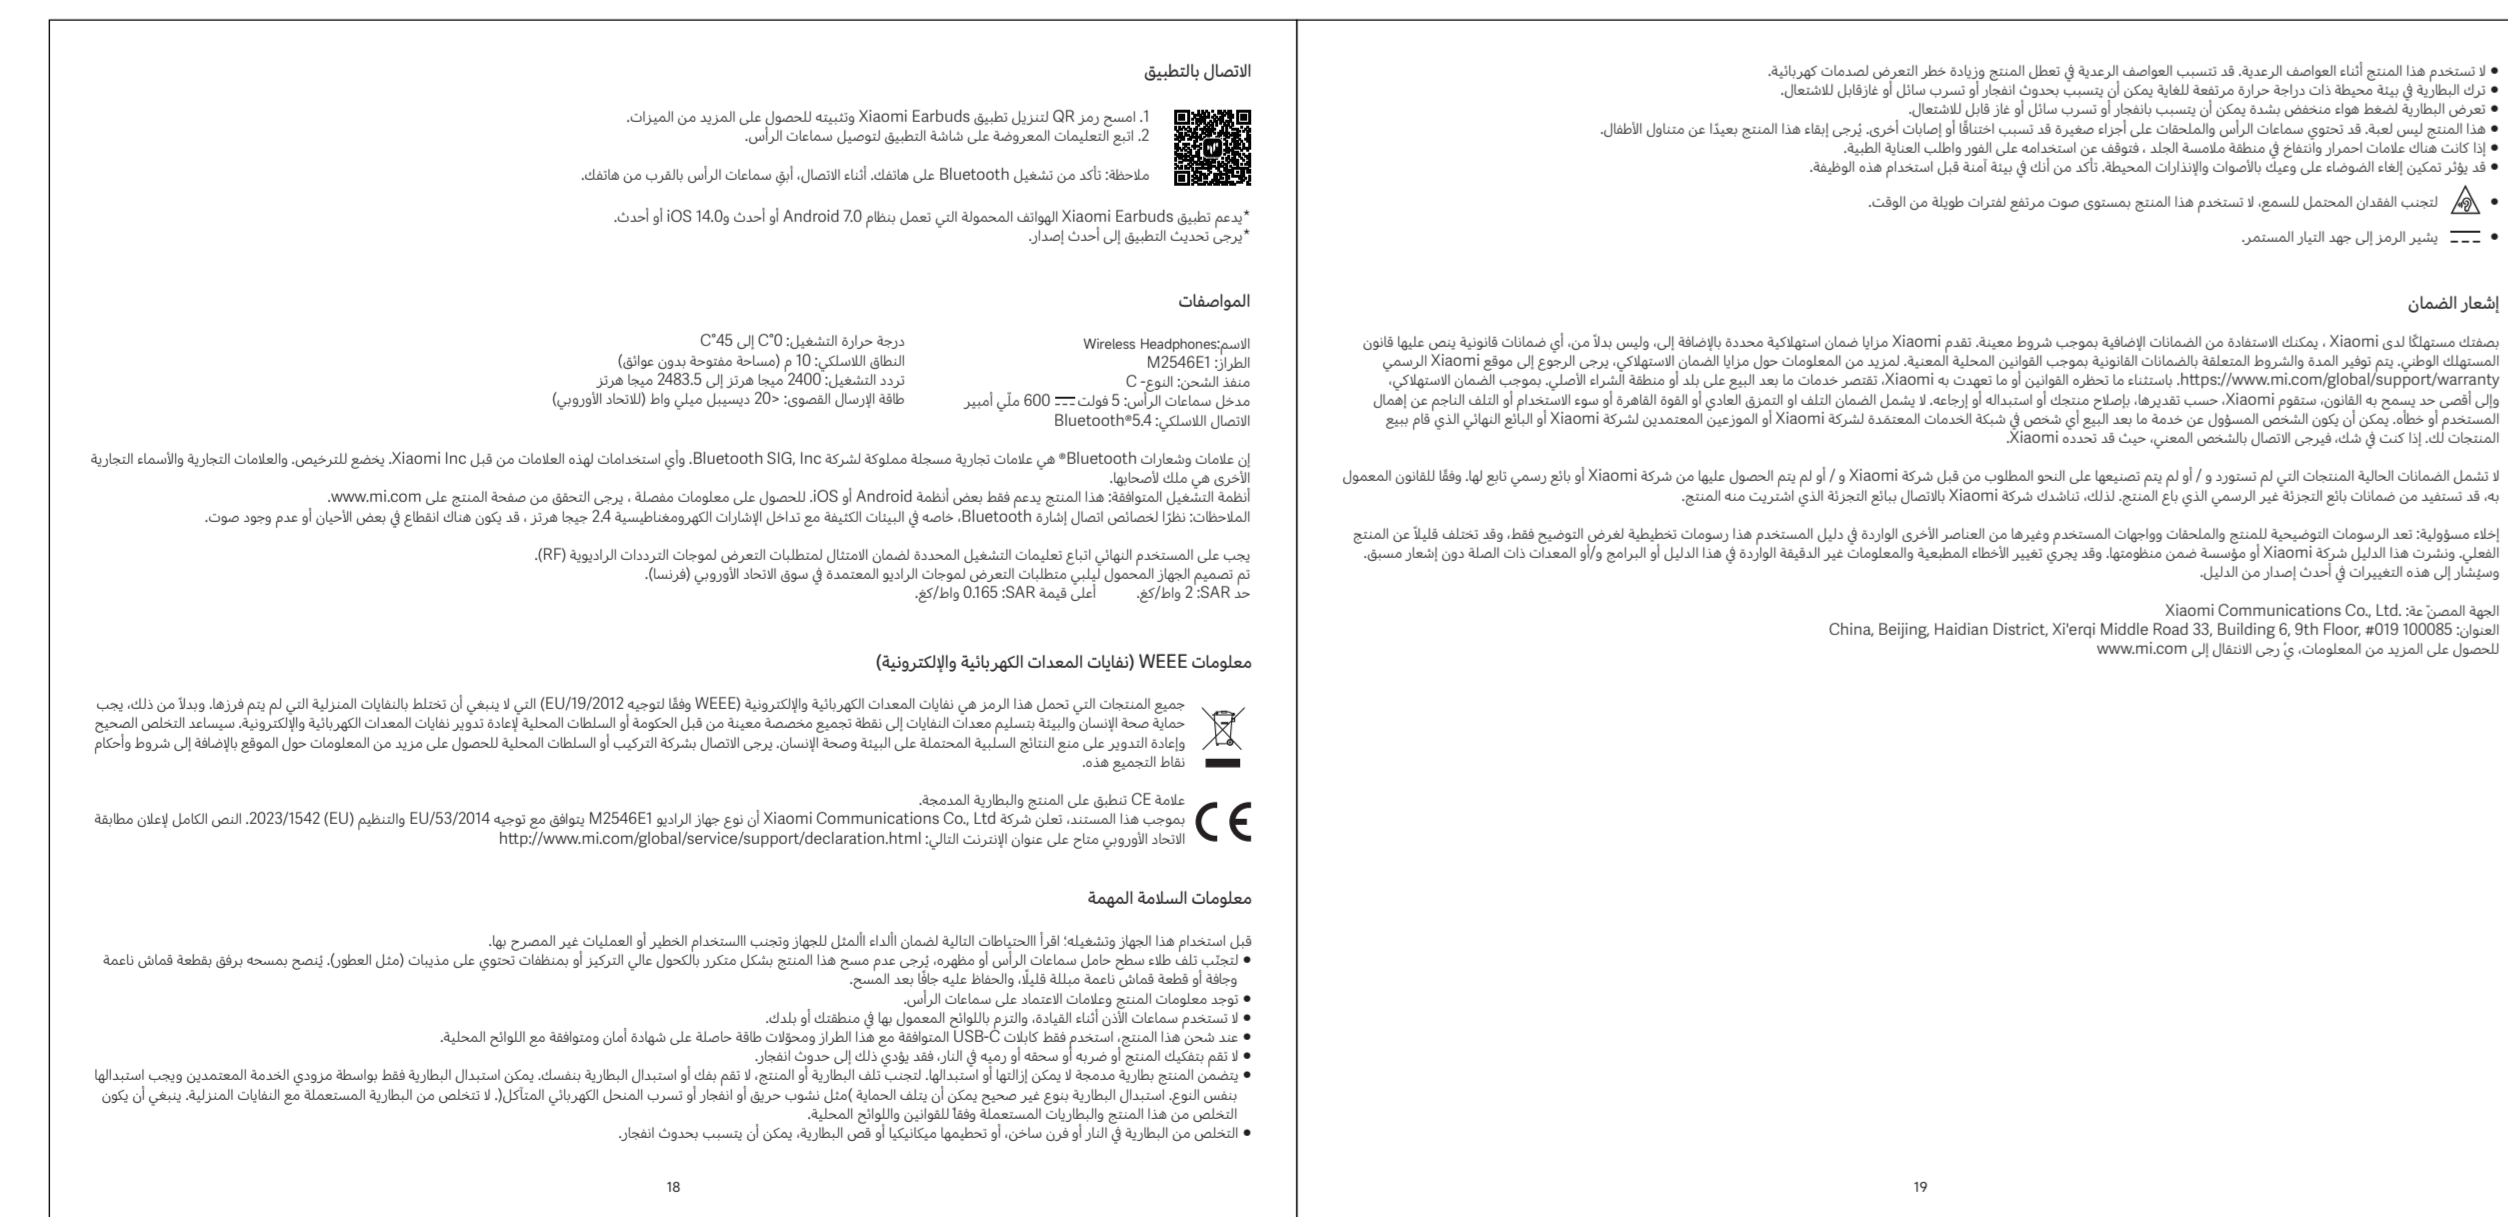 الاتصال بالتطبيق
1. امسح رمز QR لتنزيل تطبيق Xiaomi Earbuds وتثبيته للحصول على المزيد من الميزات.
2. اتبع التعليمات المعروضة على شاشة التطبيق لتوصيل سماعات الرأس.
ملاحظة: تأكد من تشغيل Bluetooth على هاتفك. أثناء الاتصال، أبقِ سماعات الرأس بالقرب من هاتفك.
*يدعم تطبيق Xiaomi Earbuds الهواتف المحمولة التي تعمل بنظام Android 7.0 أو أحدث وiOS 14.0 أو أحدث.
*يرجى تحديث التطبيق إلى أحدث إصدار.
المواصفات
الاسم:Wireless Headphones
الطراز: M2546E1
منفذ الشحن: النوع- C
مدخل سماعات الرأس: 5 فولت 600 ملّي أمبير
الاتصال اللاسلكي: Bluetooth®5.4
درجة حرارة التشغيل: 0°C إلى 45°C
النطاق اللاسلكي: 10 م (مساحة مفتوحة بدون عوائق)
تردد التشغيل: 2400 ميجا هرتز إلى 2483.5 ميجا هرتز
طاقة الإرسال القصوى: <20 ديسيبل ميلي واط (للاتحاد الأوروبي)
إن علامات وشعارات Bluetooth® هي علامات تجارية مسجلة مملوكة لشركة Bluetooth SIG, Inc. وأي استخدامات لهذه العلامات من قبل Xiaomi Inc. يخضع للترخيص. والعلامات التجارية والأسماء التجارية
الأخرى هي ملك لأصحابها.
أنظمة التشغيل المتوافقة: هذا المنتج يدعم فقط بعض أنظمة Android أو iOS. للحصول على معلومات مفصلة ، يرجى التحقق من صفحة المنتج على www.mi.com.
الملاحظات: نظرًا لخصائص اتصال إشارة Bluetooth، خاصه في البيئات الكثيفة مع تداخل الإشارات الكهرومغناطيسية 2.4 جيجا هرتز ، قد يكون هناك انقطاع في بعض الأحيان أو عدم وجود صوت.
يجب على المستخدم النهائي اتباع تعليمات التشغيل المحددة لضمان الامتثال لمتطلبات التعرض لموجات الترددات الراديوية (RF).
تم تصميم الجهاز المحمول ليلبي متطلبات التعرض لموجات الراديو المعتمدة في سوق الاتحاد الأوروبي (فرنسا).
حد SAR: 2 واط/كغ. أعلى قيمة SAR: 0.165 واط/كغ.
معلومات WEEE (نفايات المعدات الكهربائية والإلكترونية)
جميع المنتجات التي تحمل هذا الرمز هي نفايات المعدات الكهربائية والإلكترونية (WEEE وفقًا لتوجيه EU/19/2012) التي لا ينبغي أن تختلط بالنفايات المنزلية التي لم يتم فرزها. وبدلاً من ذلك، يجب
حماية صحة الإنسان والبيئة بتسليم معدات النفايات إلى نقطة تجميع مخصصة معينة من قبل الحكومة أو السلطات المحلية لإعادة تدوير نفايات المعدات الكهربائية والإلكترونية. سيساعد التخلص الصحيح
وإعادة التدوير على منع النتائج السلبية المحتملة على البيئة وصحة الإنسان. يرجى الاتصال بشركة التركيب أو السلطات المحلية للحصول على مزيد من المعلومات حول الموقع بالإضافة إلى شروط وأحكام
نقاط التجميع هذه.
علامة CE تنطبق على المنتج والبطارية المدمجة.
بموجب هذا المستند، تعلن شركة Xiaomi Communications Co., Ltd أن نوع جهاز الراديو M2546E1 يتوافق مع توجيه EU/53/2014 والتنظيم (EU) 2023/1542. النص الكامل لإعلان مطابقة
الاتحاد الأوروبي متاح على عنوان الإنترنت التالي: http://www.mi.com/global/service/support/declaration.html
معلومات السلامة المهمة
قبل استخدام هذا الجهاز وتشغيله؛ اقرأ االحتياطات التالية لضمان األداء األمثل للجهاز وتجنب االستخدام الخطير أو العمليات غير المصرح بها.
● لتجنّب تلف طلاء سطح حامل سماعات الرأس أو مظهره، يُرجى عدم مسح هذا المنتج بشكل متكرر بالكحول عالي التركيز أو بمنظفات تحتوي على مذيبات (مثل العطور). يُنصح بمسحه برفق بقطعة قماش ناعمة
وجافة أو قطعة قماش ناعمة مبللة قليلًا، والحفاظ عليه جافًا بعد المسح.
● توجد معلومات المنتج وعلامات الاعتماد على سماعات الرأس.
● لا تستخدم سماعات الأذن أثناء القيادة، والتزم باللوائح المعمول بها في منطقتك أو بلدك.
● عند شحن هذا المنتج، استخدم فقط كابلات USB-C المتوافقة مع هذا الطراز ومحوّلات طاقة حاصلة على شهادة أمان ومتوافقة مع اللوائح المحلية.
● لا تقم بتفكيك المنتج أو ضربه أو سحقه أو رميه في النار، فقد يؤدي ذلك إلى حدوث انفجار.
● يتضمن المنتج بطارية مدمجة لا يمكن إزالتها أو استبدالها. لتجنب تلف البطارية أو المنتج، لا تقم بفك أو استبدال البطارية بنفسك. يمكن استبدال البطارية فقط بواسطة مزودي الخدمة المعتمدين ويجب استبدالها
بنفس النوع. استبدال البطارية بنوع غير صحيح يمكن أن يتلف الحماية )مثل نشوب حريق أو انفجار أو تسرب المنحل الكهربائي المتآكل(. لا تتخلص من البطارية المستعملة مع النفايات المنزلية. ينبغي أن يكون
التخلص من هذا المنتج والبطاريات المستعملة وفقاً للقوانين واللوائح المحلية.
● التخلص من البطارية في النار أو فرن ساخن، أو تحطيمها ميكانيكيا أو قص البطارية، يمكن أن يتسبب بحدوث انفجار.
18
● لا تستخدم هذا المنتج أثناء العواصف الرعدية. قد تتسبب العواصف الرعدية في تعطل المنتج وزيادة خطر التعرض لصدمات كهربائية.
● ترك البطارية في بيئة محيطة ذات دراجة حرارة مرتفعة للغاية يمكن أن يتسبب بحدوث انفجار أو تسرب سائل أو غازقابل للاشتعال.
● تعرض البطارية لضغط هواء منخفض بشدة يمكن أن يتسبب بانفجار أو تسرب سائل أو غاز قابل للاشتعال.
● هذا المنتج ليس لعبة. قد تحتوي سماعات الرأس والملحقات على أجزاء صغيرة قد تسبب اختناقًا أو إصابات أخرى. يُرجى إبقاء هذا المنتج بعيدًا عن متناول الأطفال.
● إذا كانت هناك علامات احمرار وانتفاخ في منطقة ملامسة الجلد ، فتوقف عن استخدامه على الفور واطلب العناية الطبية.
● قد يؤثر تمكين إلغاء الضوضاء على وعيك بالأصوات والإنذارات المحيطة. تأكد من أنك في بيئة آمنة قبل استخدام هذه الوظيفة.
● لتجنب الفقدان المحتمل للسمع، لا تستخدم هذا المنتج بمستوى صوت مرتفع لفترات طويلة من الوقت.
● يشير الرمز إلى جهد التيار المستمر.
إشعار الضمان
بصفتك مستهلكًا لدى Xiaomi ، يمكنك الاستفادة من الضمانات الإضافية بموجب شروط معينة. تقدم Xiaomi مزايا ضمان استهلاكية محددة بالإضافة إلى، وليس بدلاً من، أي ضمانات قانونية ينص عليها قانون
المستهلك الوطني. يتم توفير المدة والشروط المتعلقة بالضمانات القانونية بموجب القوانين المحلية المعنية. لمزيد من المعلومات حول مزايا الضمان الاستهلاكي، يرجى الرجوع إلى موقع Xiaomi الرسمي
https://www.mi.com/global/support/warranty. باستثناء ما تحظره القوانين أو ما تعهدت به Xiaomi، تقتصر خدمات ما بعد البيع على بلد أو منطقة الشراء الأصلي. بموجب الضمان الاستهلاكي،
وإلى أقصى حد يسمح به القانون، ستقوم Xiaomi، حسب تقديرها، بإصلاح منتجك أو استبداله أو إرجاعه. لا يشمل الضمان التلف او التمزق العادي أو القوة القاهرة أو سوء الاستخدام أو التلف الناجم عن إهمال
المستخدم أو خطأه. يمكن أن يكون الشخص المسؤول عن خدمة ما بعد البيع أي شخص في شبكة الخدمات المعتمَدة لشركة Xiaomi أو الموزعين المعتمدين لشركة Xiaomi أو البائع النهائي الذي قام ببيع
المنتجات لك. إذا كنت في شك، فيرجى الاتصال بالشخص المعني، حيث قد تحدده Xiaomi.
لا تشمل الضمانات الحالية المنتجات التي لم تستورد و / أو لم يتم تصنيعها على النحو المطلوب من قبل شركة Xiaomi و / أو لم يتم الحصول عليها من شركة Xiaomi أو بائع رسمي تابع لها. وفقًا للقانون المعمول
به، قد تستفيد من ضمانات بائع التجزئة غير الرسمي الذي باع المنتج. لذلك، تناشدك شركة Xiaomi بالاتصال ببائع التجزئة الذي اشتريت منه المنتج.
إخلاء مسؤولية: تعد الرسومات التوضيحية للمنتج والملحقات وواجهات المستخدم وغيرها من العناصر الأخرى الواردة في دليل المستخدم هذا رسومات تخطيطية لغرض التوضيح فقط، وقد تختلف قليلاً عن المنتج
الفعلي. ونشرت هذا الدليل شركة Xiaomi أو مؤسسة ضمن منظومتها. وقد يجري تغيير الأخطاء المطبعية والمعلومات غير الدقيقة الواردة في هذا الدليل أو البرامج و/أو المعدات ذات الصلة دون إشعار مسبق.
وسيُشار إلى هذه التغييرات في أحدث إصدار من الدليل.
الجهة المصنّ عة: Xiaomi Communications Co., Ltd.
العنوان: China, Beijing, Haidian District, Xi'erqi Middle Road 33, Building 6, 9th Floor, #019 100085
للحصول على المزيد من المعلومات، يُ رجى الانتقال إلى www.mi.com
19